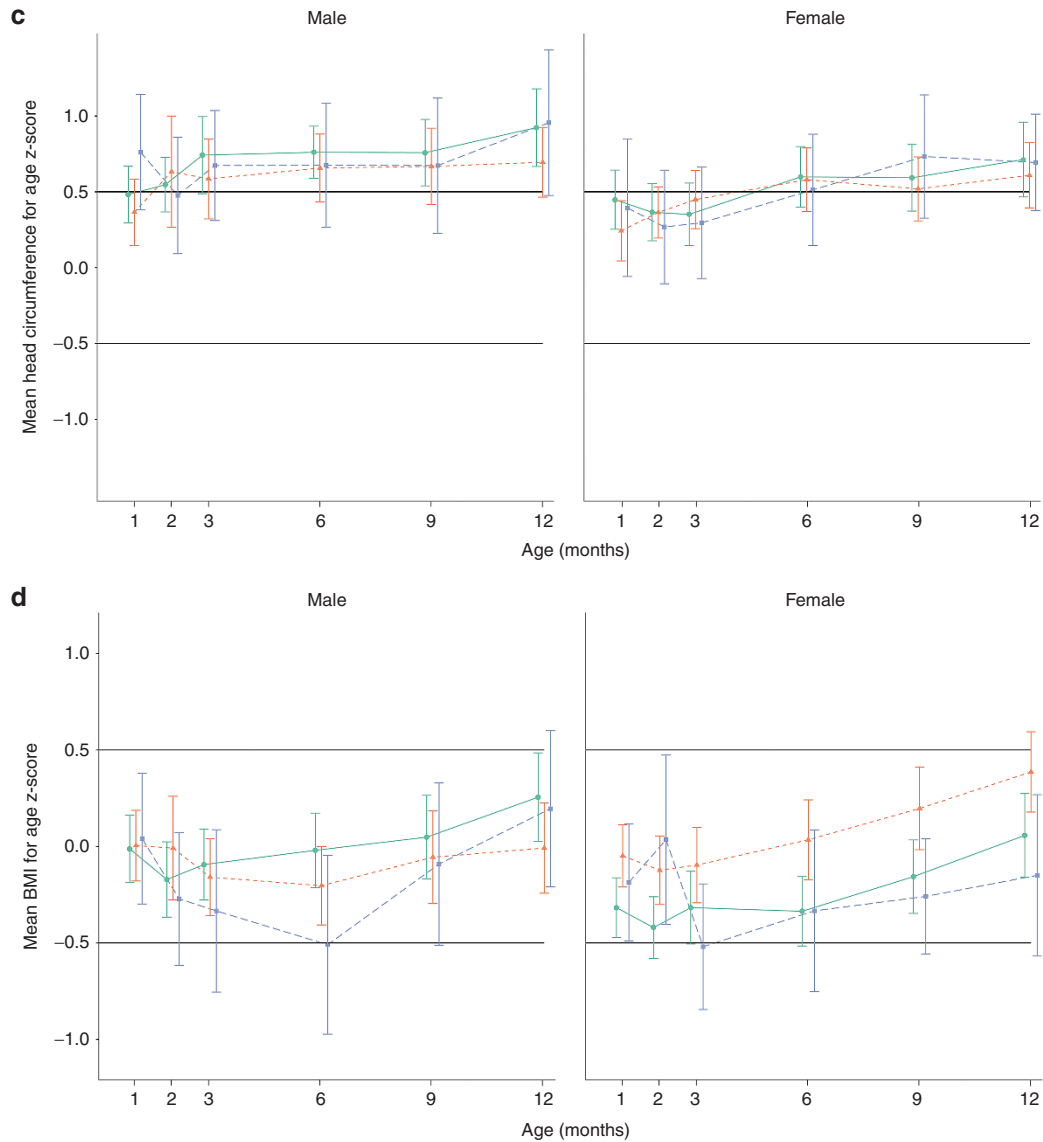 c
Male
Female
Mean head circumference for age z-score
1.0
0.5
0.0
−0.5
−1.0
1 2 3 6 9 12
1 2 3 6 9 12
Age (months)
d
Male
Female
Mean BMI for age z-score
1.0
0.5
0.0
−0.5
−1.0
1 2 3 6 9 12
1 2 3 6 9 12
Age (months)